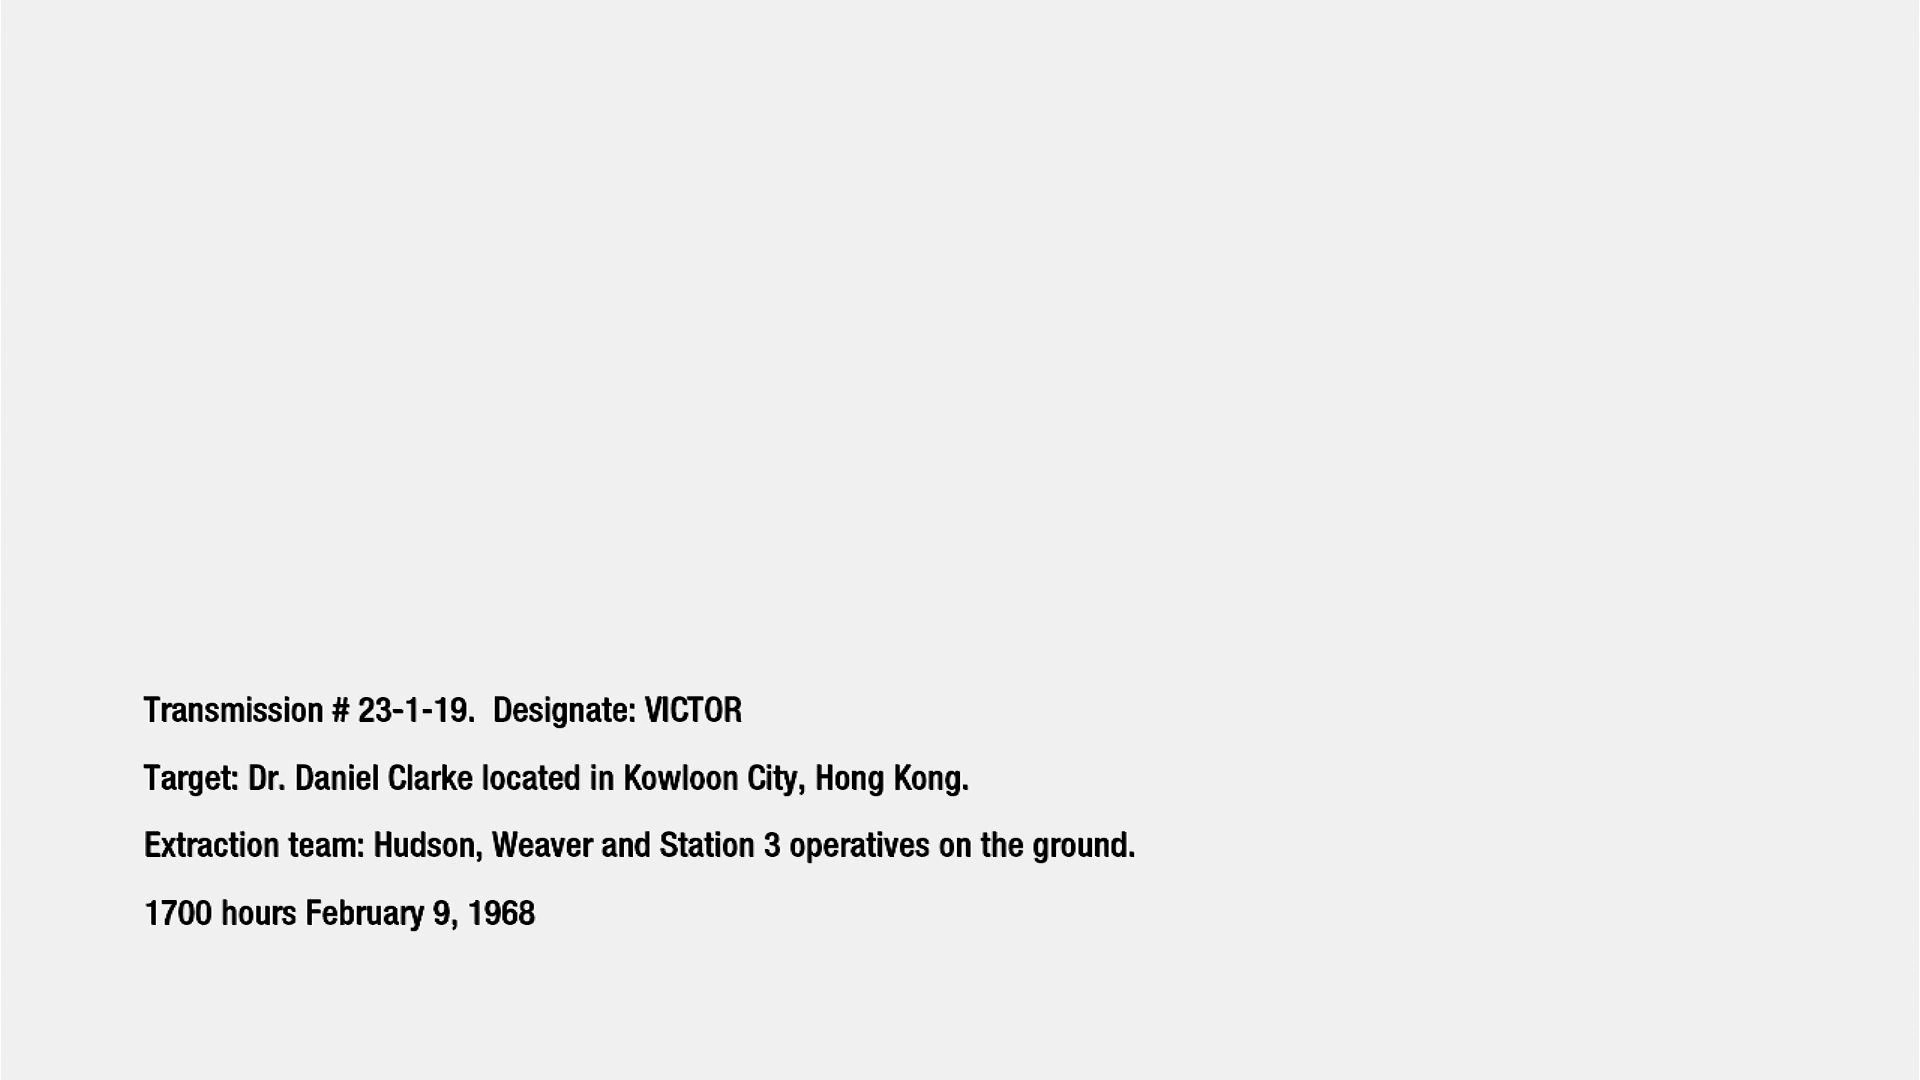 Transmission # 23-1-19.  Designate: VICTOR
Target: Dr. Daniel Clarke located in Kowloon City, Hong Kong.
Extraction team: Hudson, Weaver and Station 3 operatives on the ground.
1700 hours February 9, 1968